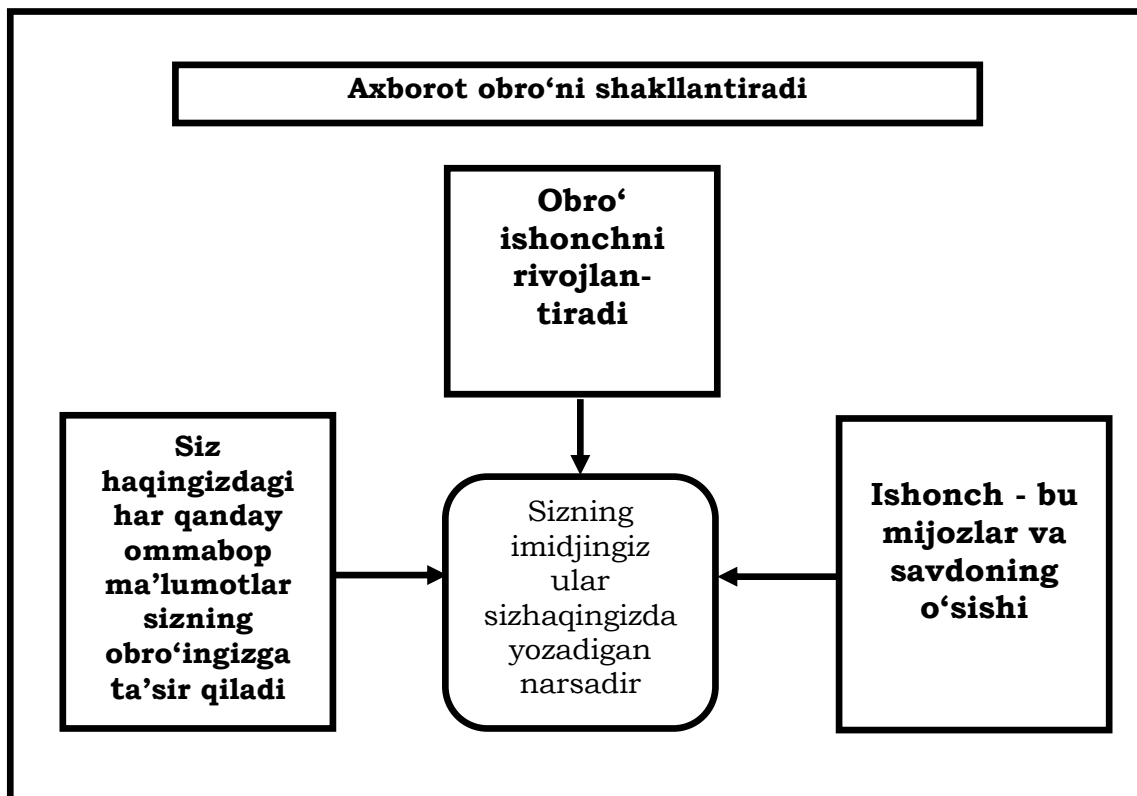 Axborot obro‘ni shakllantiradi
Obro‘
ishonchni
rivojlan-
tiradi
Siz
haqingizdagi
har qanday
ommabop
ma’lumotlar
sizning
obro‘ingizga
ta’sir qiladi
Sizning
imidjingiz
ular
sizhaqingizda
yozadigan
narsadir
Ishonch - bu
mijozlar va
savdoning
o‘sishi